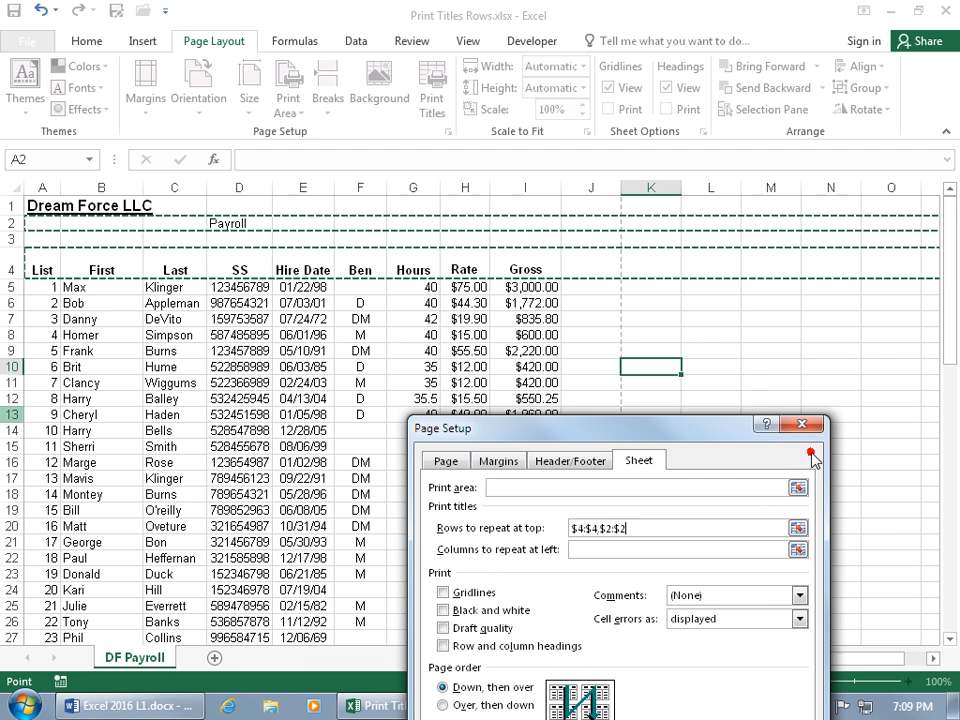 Print Titles Rows.xlsx - Excel
File Home Insert Page Layout Formulas Data Review View Developer Tell me what you want to do... Sign in Share
Themes Colors Fonts Effects Margins Orientation Size Print Area Breaks Background Print Titles Width: Automatic Height: Automatic Scale: 100% Gridlines View Print Headings View Print Bring Forward Send Backward Selection Pane Align Group Rotate
Themes Page Setup Scale to Fit Sheet Options Arrange
A2 fx
A B C D E F G H I J K L M N O
1 Dream Force LLC
2 Payroll
3
4 List First Last SS Hire Date Ben Hours Rate Gross
5 1 Max Klinger 123456789 01/22/98 40 $75.00 $3,000.00
6 2 Bob Appleman 987654321 07/03/01 D 40 $44.30 $1,772.00
7 3 Danny DeVito 159753587 07/24/72 DM 42 $19.90 $835.80
8 4 Homer Simpson 587485895 06/01/96 M 40 $15.00 $600.00
9 5 Frank Burns 123457889 05/10/91 DM 40 $55.50 $2,220.00
10 6 Brit Hume 522858989 06/03/85 D 35 $12.00 $420.00
11 7 Clancy Wiggums 522366989 02/24/03 M 35 $12.00 $420.00
12 8 Harry Balley 532425945 04/13/04 D 35.5 $15.50 $550.25
13 9 Cheryl Haden 532451598 01/05/98 D 40 $49.00 $1,960.00
14 10 Harry Bells 528547898 12/28/05
15 11 Sherri Smith 528455678 08/06/99
16 12 Marge Rose 123654987 01/02/98 DM
17 13 Mavis Klinger 789456123 09/22/91 DM
18 14 Montey Burns 789654321 05/28/96 DM
19 15 Bill O'reilly 789852963 06/08/05 DM
20 16 Matt Oveture 321654987 10/31/94 DM
21 17 George Bon 321456789 05/30/93 M
22 18 Paul Heffernan 321585898 12/17/98 M
23 19 Donald Duck 152346798 06/21/85 M
24 20 Kari Hill 152346978 07/19/04
25 21 Julie Everrett 589478956 02/15/82 M
26 22 Tony Banks 536857878 11/12/92 M
27 23 Phil Collins 996584715 12/06/69
Page Setup
Page Margins Header/Footer Sheet
Print area:
Print titles
Rows to repeat at top: $4:$4,$2:$2
Columns to repeat at left:
Print
Gridlines Comments: (None)
Black and white Cell errors as: displayed
Draft quality
Row and column headings
Page order
Down, then over
Over, then down
DF Payroll
Point 100%
Excel 2016 L1.docx - ... Print Tit 7:09 PM